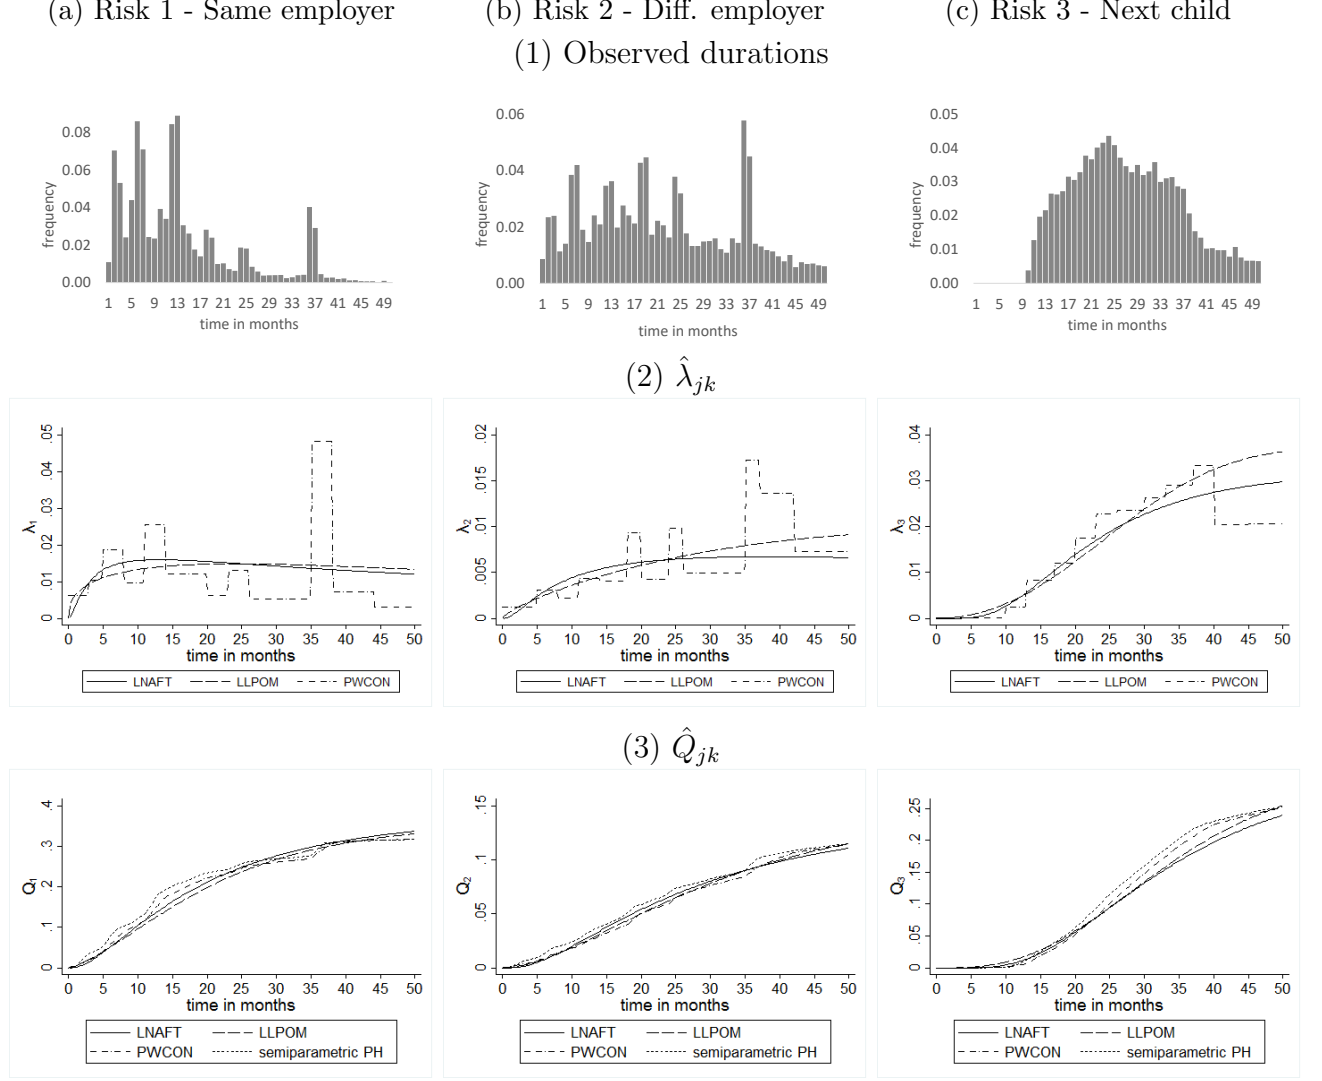 (a) Risk 1 - Same employer (b) Risk 2 - Diff. employer (c) Risk 3 - Next child
(1) Observed durations
frequency
0.08
0.06
0.04
0.02
0.00
1 5 9 13 17 21 25 29 33 37 41 45 49
time in months
frequency
0.06
0.04
0.02
0.00
1 5 9 13 17 21 25 29 33 37 41 45 49
time in months
frequency
0.05
0.04
0.03
0.02
0.01
0.00
1 5 9 13 17 21 25 29 33 37 41 45 49
time in months
(2) λ̂jk
λ1
.05
.04
.03
.02
.01
0
0 5 10 15 20 25 30 35 40 45 50
time in months
LNAFT LLPOM PWCON
λ2
.02
.015
.01
.005
0
0 5 10 15 20 25 30 35 40 45 50
time in months
LNAFT LLPOM PWCON
λ3
.04
.03
.02
.01
0
0 5 10 15 20 25 30 35 40 45 50
time in months
LNAFT LLPOM PWCON
(3) Q̂jk
Q1
.4
.3
.2
.1
0
0 5 10 15 20 25 30 35 40 45 50
time in months
LNAFT LLPOM
PWCON semiparametric PH
Q2
.15
.1
.05
0
0 5 10 15 20 25 30 35 40 45 50
time in months
LNAFT LLPOM
PWCON semiparametric PH
Q3
.25
.2
.15
.1
.05
0
0 5 10 15 20 25 30 35 40 45 50
time in months
LNAFT LLPOM
PWCON semiparametric PH